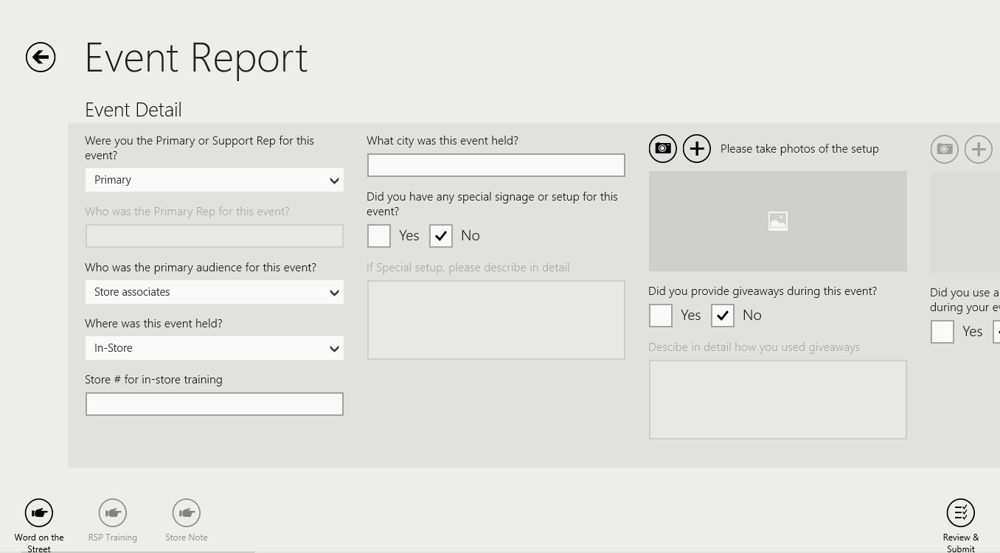 Event Report
Event Detail
Were you the Primary or Support Rep for this
event?
Primary
Who was the Primary Rep for this event?
Who was the primary audience for this event?
Store associates
Where was this event held?
In-Store
Store # for in-store training
What city was this event held?
Did you have any special signage or setup for this
event?
Yes No
If Special setup, please describe in detail
Please take photos of the setup
Did you provide giveaways during this event?
Yes No
Descibe in detail how you used giveaways
Did you use a
during your
Yes
Word on the
Street
RSP Training
Store Note
Review &
Submit